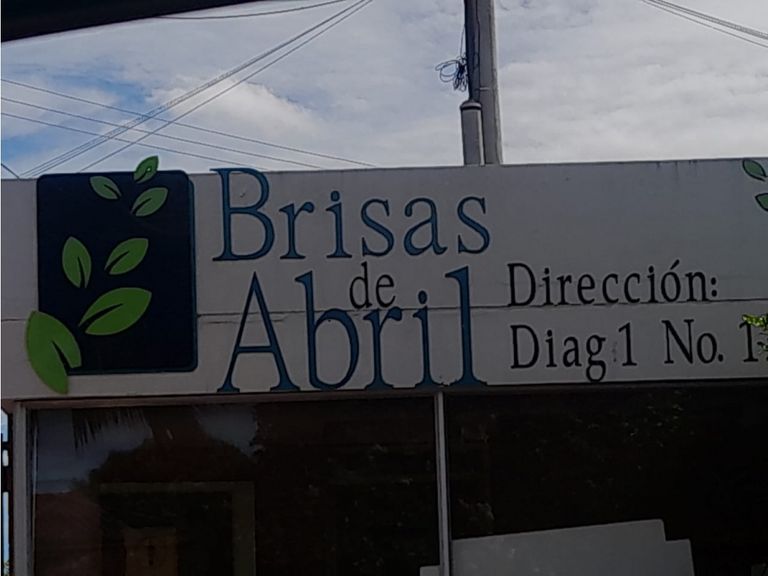 Brisas
de
Abril
Dirección:
Diag 1 No. 1